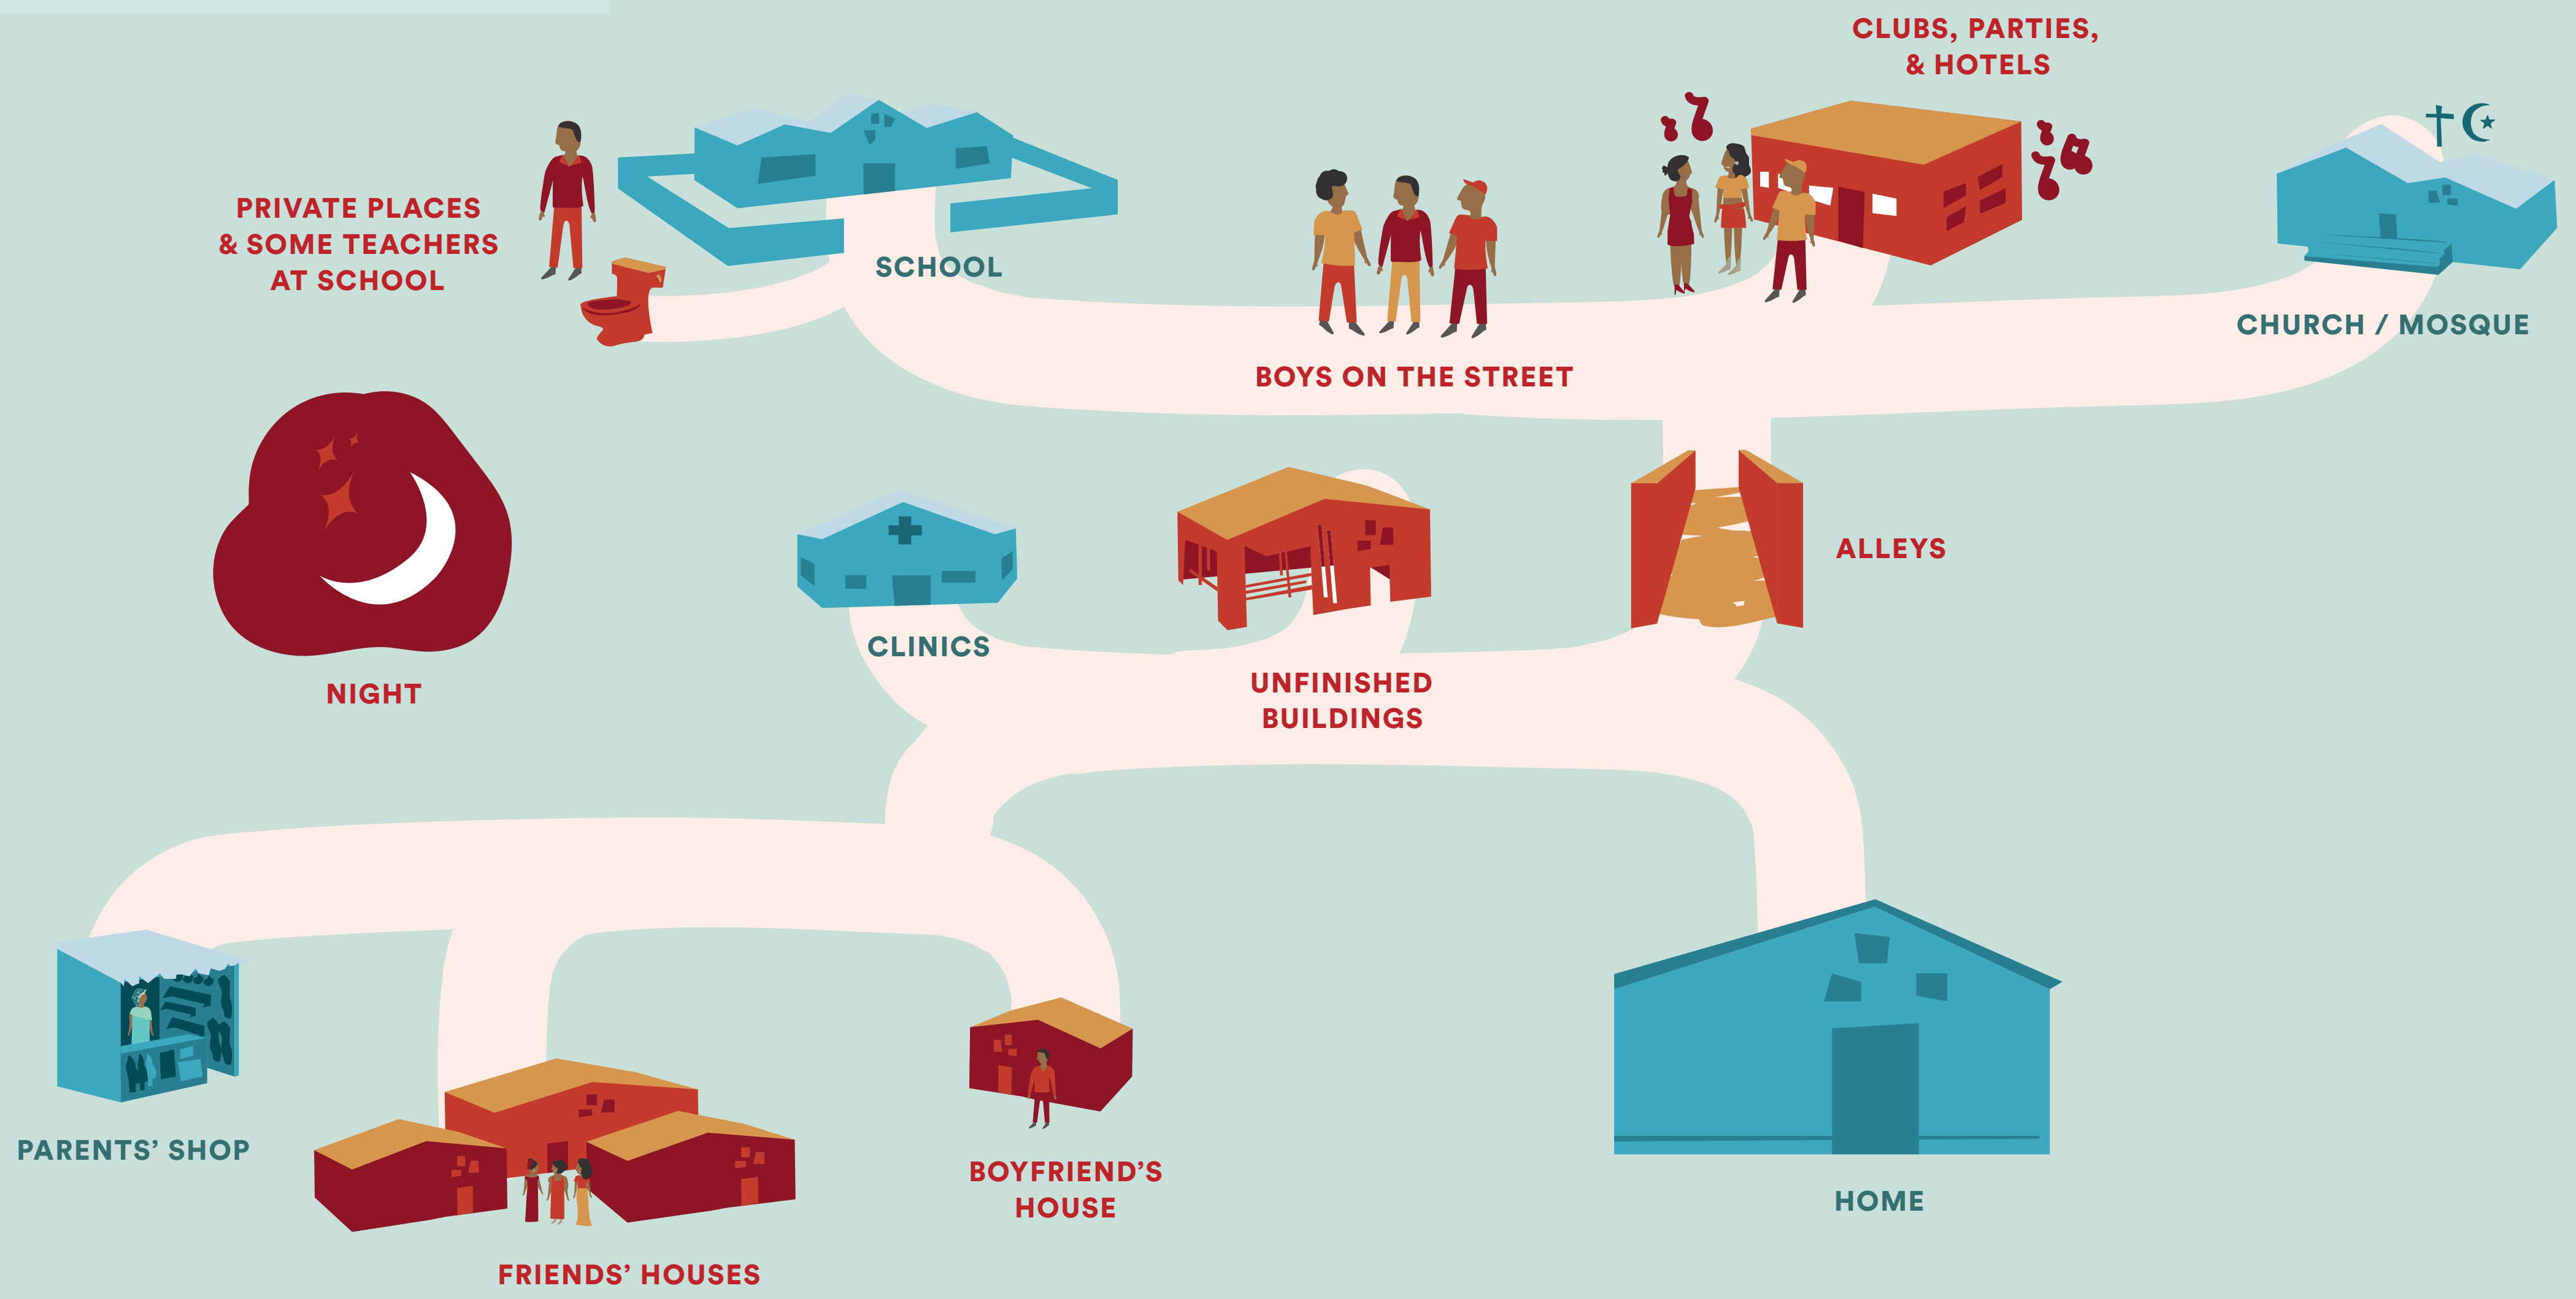 CLUBS, PARTIES,
& HOTELS
PRIVATE PLACES
& SOME TEACHERS
AT SCHOOL
SCHOOL
CHURCH / MOSQUE
BOYS ON THE STREET
ALLEYS
CLINICS
UNFINISHED
BUILDINGS
NIGHT
PARENTS’ SHOP
BOYFRIEND’S
HOUSE
HOME
FRIENDS’ HOUSES